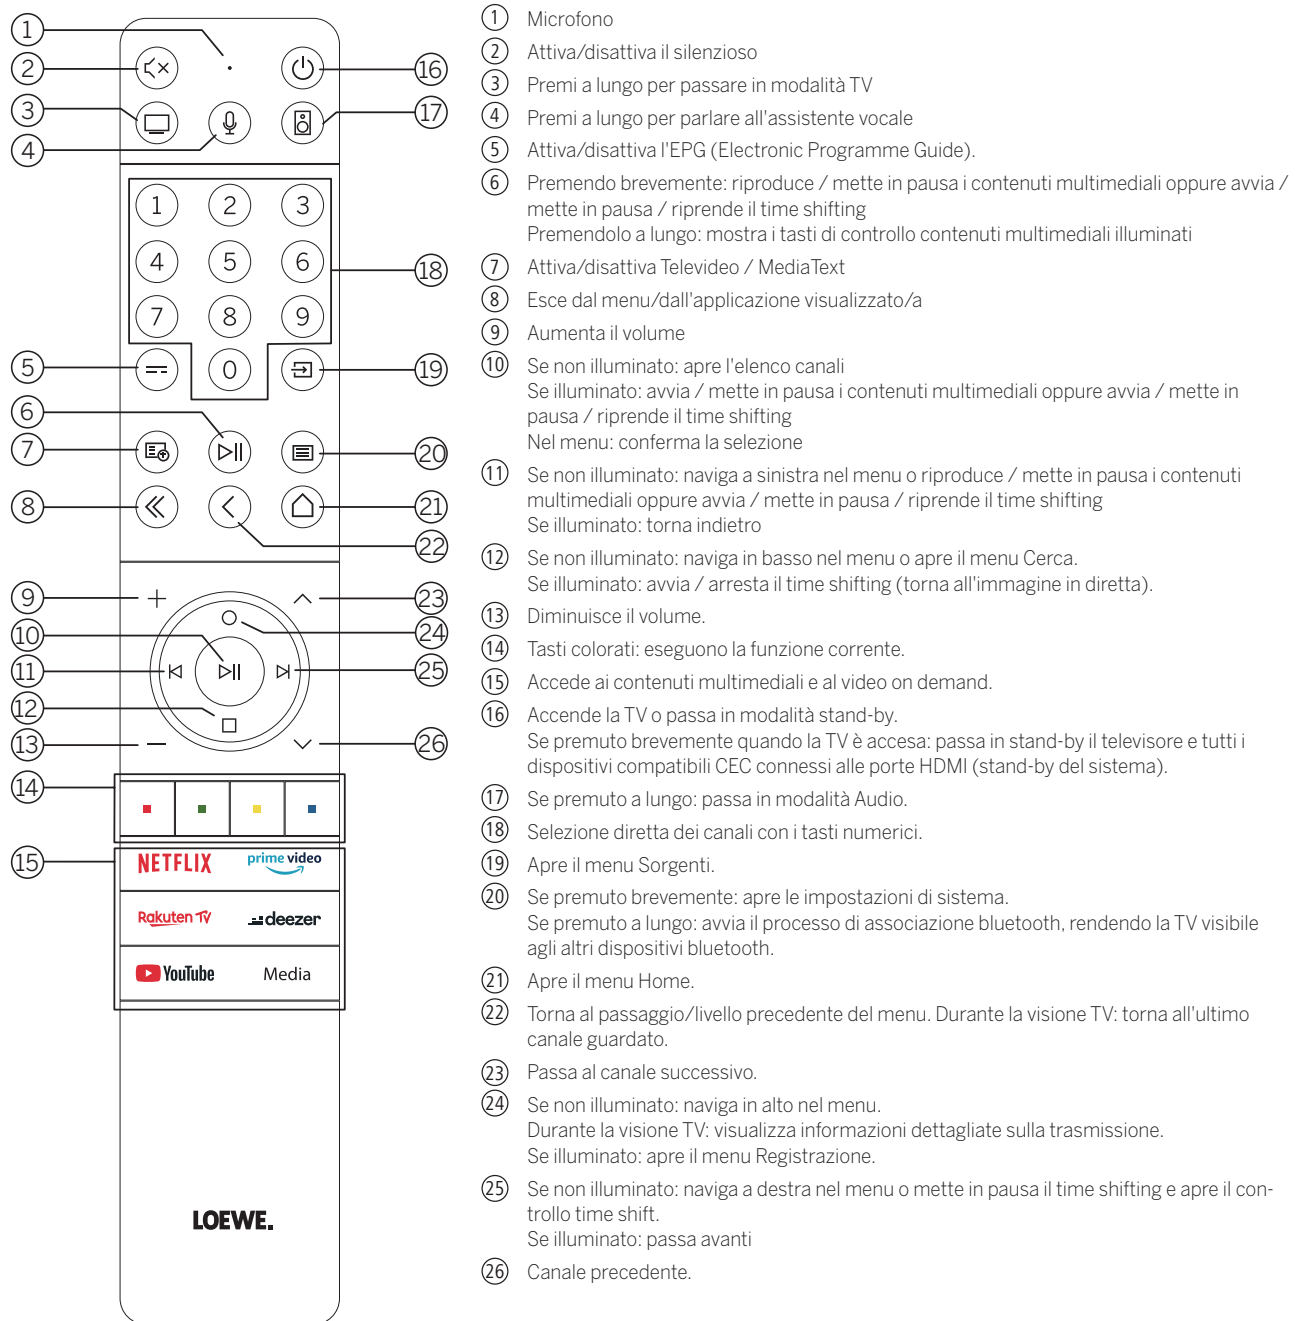 1 Microfono
2 Attiva/disattiva il silenzioso
3 Premi a lungo per passare in modalità TV
4 Premi a lungo per parlare all'assistente vocale
5 Attiva/disattiva l'EPG (Electronic Programme Guide).
6 Premendo brevemente: riproduce / mette in pausa i contenuti multimediali oppure avvia /
mette in pausa / riprende il time shifting
Premendolo a lungo: mostra i tasti di controllo contenuti multimediali illuminati
7 Attiva/disattiva Televideo / MediaText
8 Esce dal menu/dall'applicazione visualizzato/a
9 Aumenta il volume
10 Se non illuminato: apre l'elenco canali
Se illuminato: avvia / mette in pausa i contenuti multimediali oppure avvia / mette in
pausa / riprende il time shifting
Nel menu: conferma la selezione
11 Se non illuminato: naviga a sinistra nel menu o riproduce / mette in pausa i contenuti
multimediali oppure avvia / mette in pausa / riprende il time shifting
Se illuminato: torna indietro
12 Se non illuminato: naviga in basso nel menu o apre il menu Cerca.
Se illuminato: avvia / arresta il time shifting (torna all'immagine in diretta).
13 Diminuisce il volume.
14 Tasti colorati: eseguono la funzione corrente.
15 Accede ai contenuti multimediali e al video on demand.
16 Accende la TV o passa in modalità stand-by.
Se premuto brevemente quando la TV è accesa: passa in stand-by il televisore e tutti i
dispositivi compatibili CEC connessi alle porte HDMI (stand-by del sistema).
17 Se premuto a lungo: passa in modalità Audio.
18 Selezione diretta dei canali con i tasti numerici.
19 Apre il menu Sorgenti.
20 Se premuto brevemente: apre le impostazioni di sistema.
Se premuto a lungo: avvia il processo di associazione bluetooth, rendendo la TV visibile
agli altri dispositivi bluetooth.
21 Apre il menu Home.
22 Torna al passaggio/livello precedente del menu. Durante la visione TV: torna all'ultimo
canale guardato.
23 Passa al canale successivo.
24 Se non illuminato: naviga in alto nel menu.
Durante la visione TV: visualizza informazioni dettagliate sulla trasmissione.
Se illuminato: apre il menu Registrazione.
25 Se non illuminato: naviga a destra nel menu o mette in pausa il time shifting e apre il con-
trollo time shift.
Se illuminato: passa avanti
26 Canale precedente.
1
2
16
3
17
4
1 2 3
4 5 6
18
7 8 9
5
0
19
6
7
20
8
21
22
9
23
10
24
11
25
12
13
26
14
15
NETFLIX prime video
Rakuten TV deezer
YouTube Media
LOEWE.